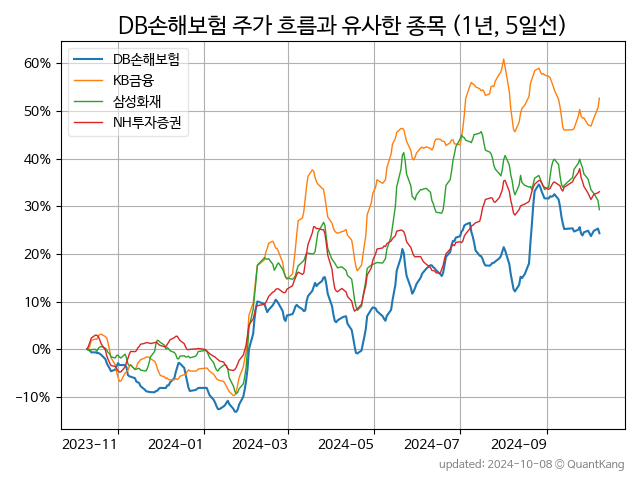 DB손해보험 주가 흐름과 유사한 종목 (1년, 5일선)
DB손해보험
KB금융
삼성화재
NH투자증권
60%
50%
40%
30%
20%
10%
0%
−10%
2023−11
2024−01
2024−03
2024−05
2024−07
2024−09
updated: 2024-10-08 © QuantKang